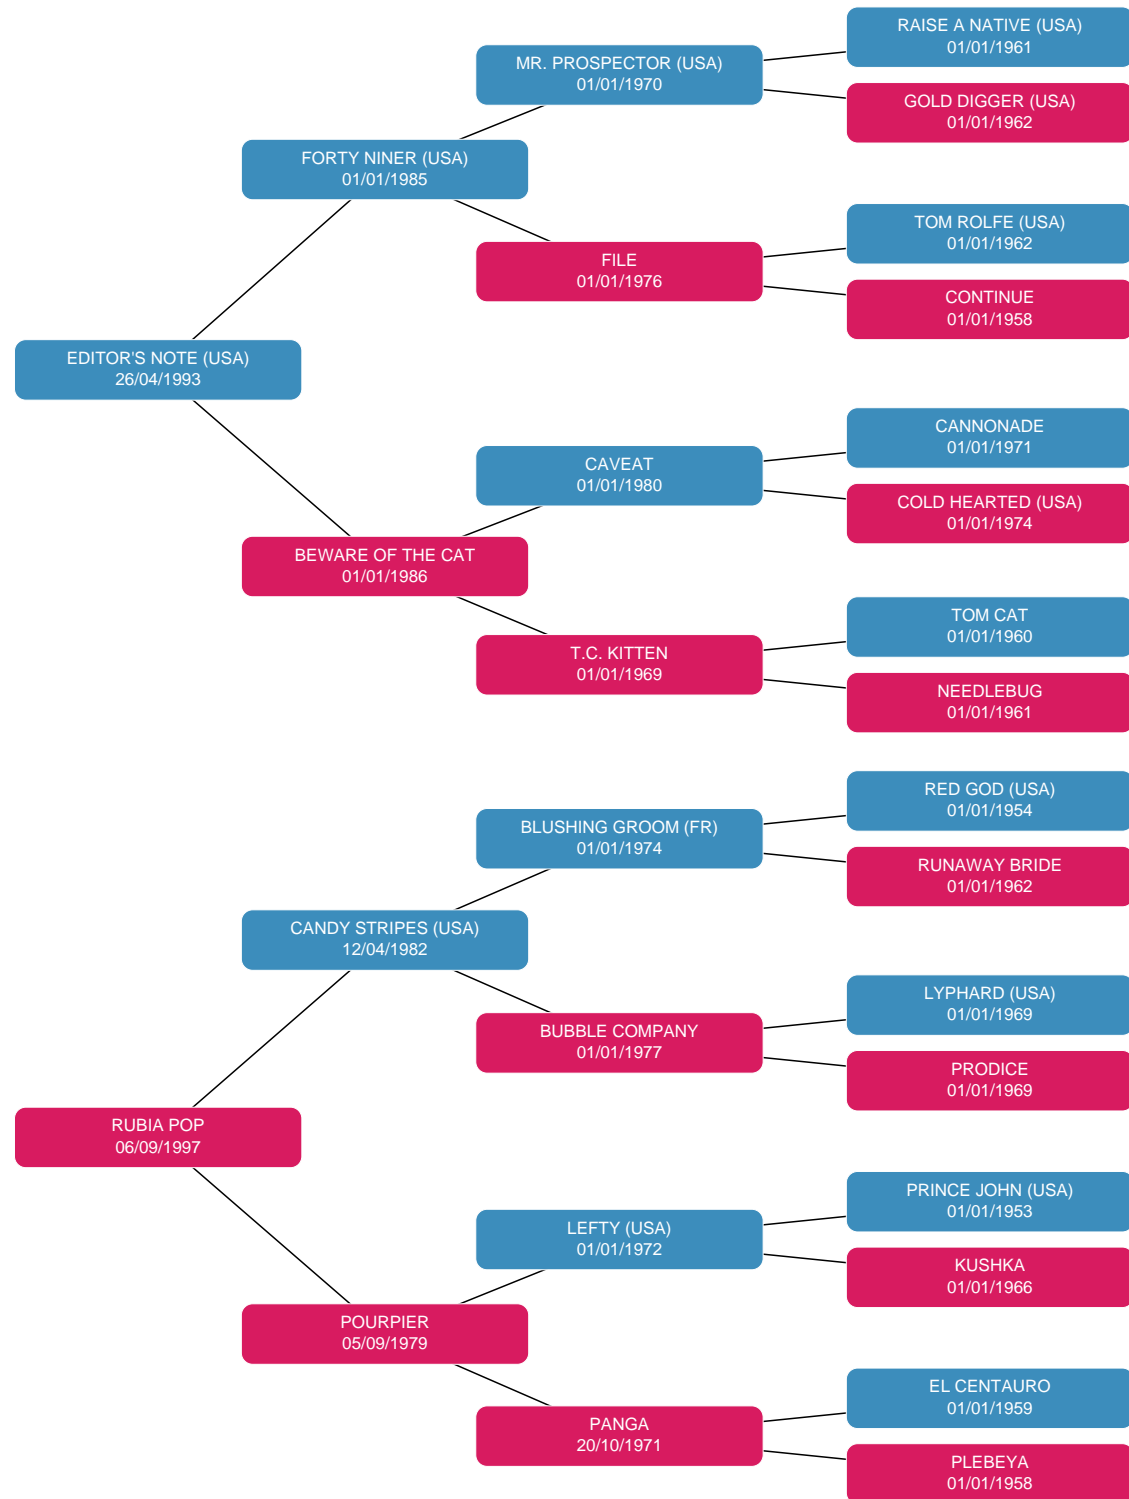 RAISE A NATIVE (USA)
01/01/1961
MR. PROSPECTOR (USA)
01/01/1970
GOLD DIGGER (USA)
01/01/1962
FORTY NINER (USA)
01/01/1985
TOM ROLFE (USA)
01/01/1962
FILE
01/01/1976
CONTINUE
01/01/1958
EDITOR'S NOTE (USA)
26/04/1993
CANNONADE
01/01/1971
CAVEAT
01/01/1980
COLD HEARTED (USA)
01/01/1974
BEWARE OF THE CAT
01/01/1986
TOM CAT
01/01/1960
T.C. KITTEN
01/01/1969
NEEDLEBUG
01/01/1961
RED GOD (USA)
01/01/1954
BLUSHING GROOM (FR)
01/01/1974
RUNAWAY BRIDE
01/01/1962
CANDY STRIPES (USA)
12/04/1982
LYPHARD (USA)
01/01/1969
BUBBLE COMPANY
01/01/1977
PRODICE
01/01/1969
RUBIA POP
06/09/1997
PRINCE JOHN (USA)
01/01/1953
LEFTY (USA)
01/01/1972
KUSHKA
01/01/1966
POURPIER
05/09/1979
EL CENTAURO
01/01/1959
PANGA
20/10/1971
PLEBEYA
01/01/1958